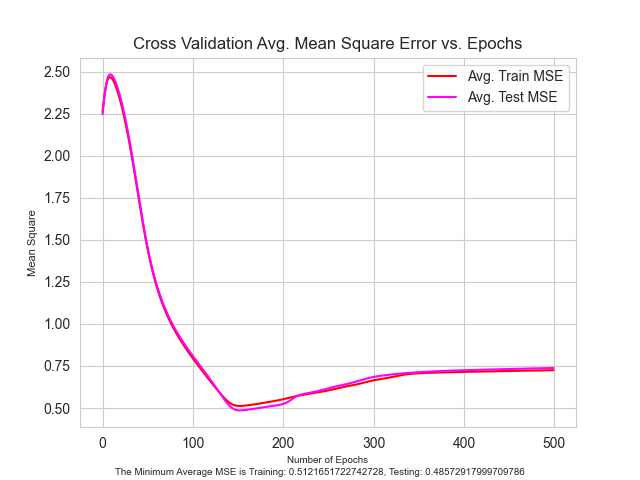 Cross Validation Avg. Mean Square Error vs. Epochs
Avg. Train MSE
Avg. Test MSE
2.50
2.25
2.00
1.75
1.50
1.25
1.00
0.75
0.50
Mean Square
0 100 200 300 400 500
Number of Epochs
The Minimum Average MSE is Training: 0.5121651722742728, Testing: 0.48572917999709786